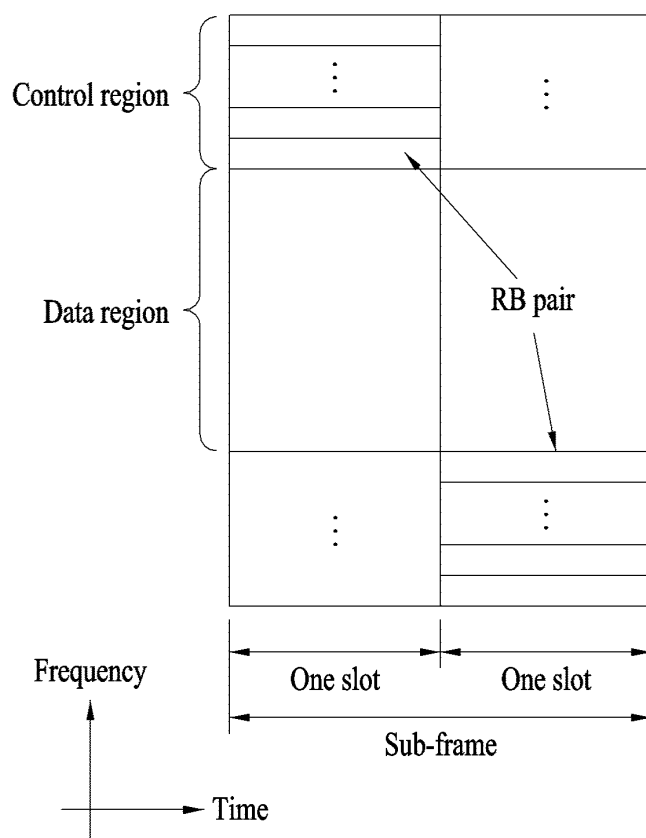 Control region
Data region
RB pair
One slot
One slot
Sub-frame
Frequency
Time